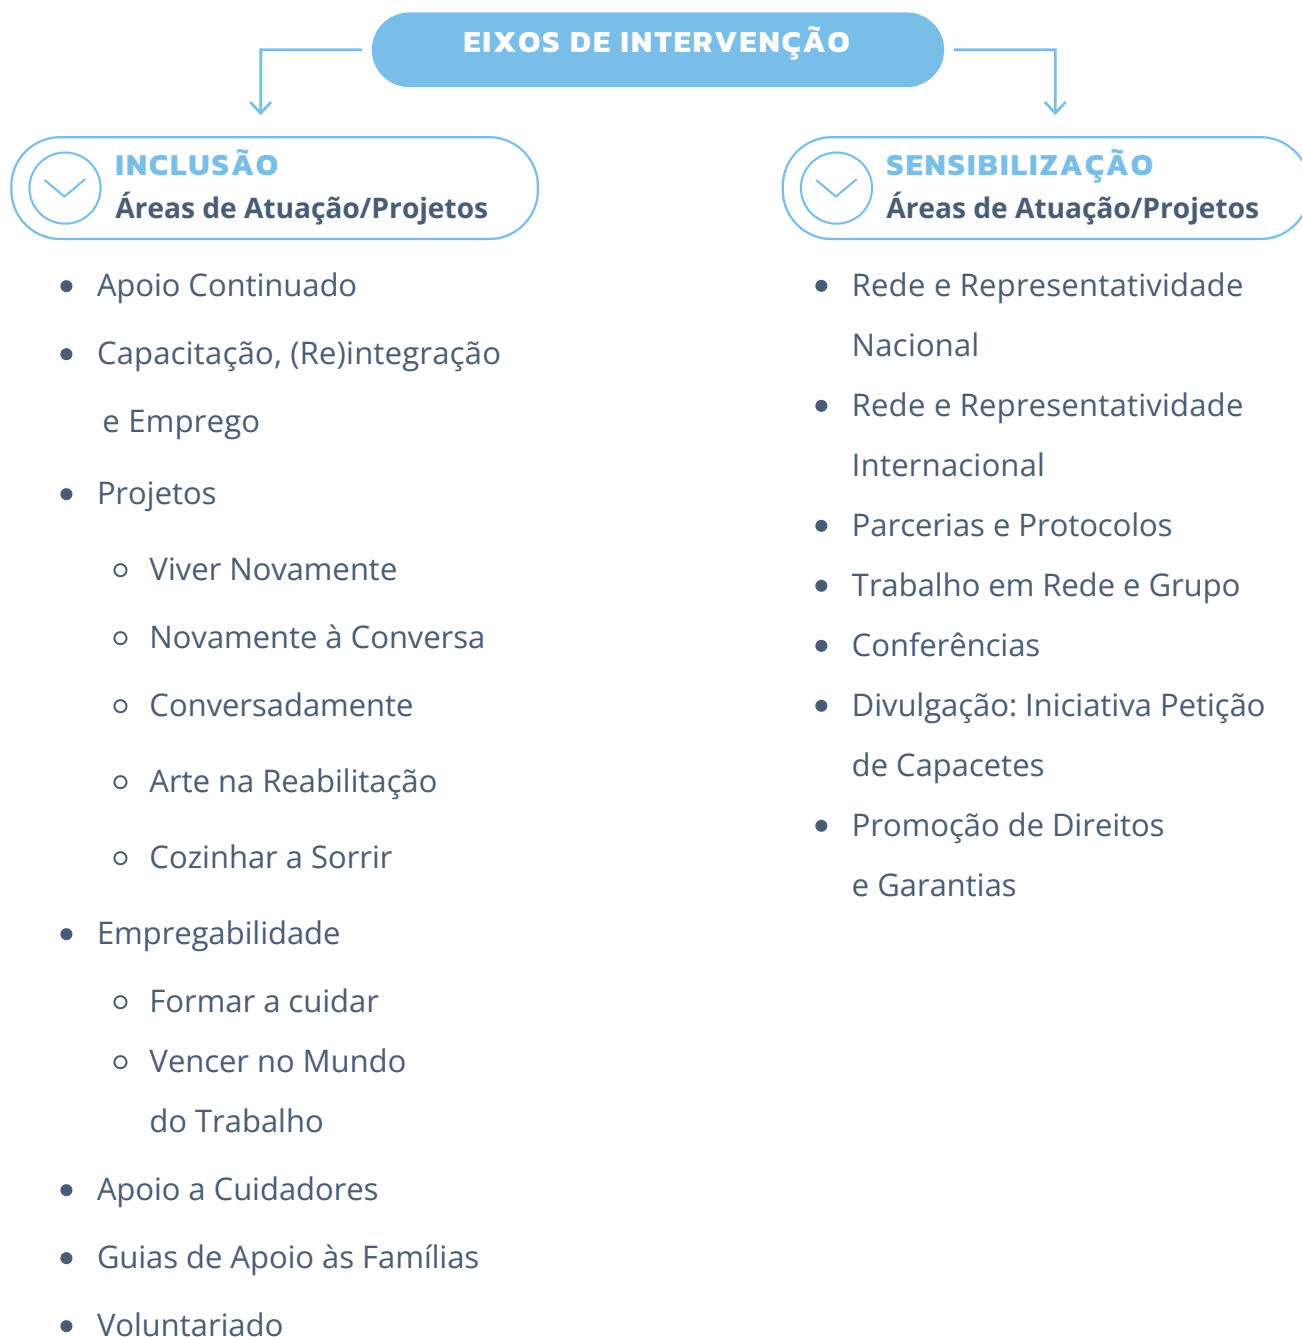 EIXOS DE INTERVENÇÃO
INCLUSÃO
Áreas de Atuação/Projetos
Apoio Continuado
Capacitação, (Re)integração
e Emprego
Projetos
Viver Novamente
Novamente à Conversa
Conversadamente
Arte na Reabilitação
Cozinhar a Sorrir
Empregabilidade
Formar a cuidar
Vencer no Mundo
do Trabalho
Apoio a Cuidadores
Guias de Apoio às Famílias
Voluntariado
SENSIBILIZAÇÃO
Áreas de Atuação/Projetos
Rede e Representatividade
Nacional
Rede e Representatividade
Internacional
Parcerias e Protocolos
Trabalho em Rede e Grupo
Conferências
Divulgação: Iniciativa Petição
de Capacetes
Promoção de Direitos
e Garantias